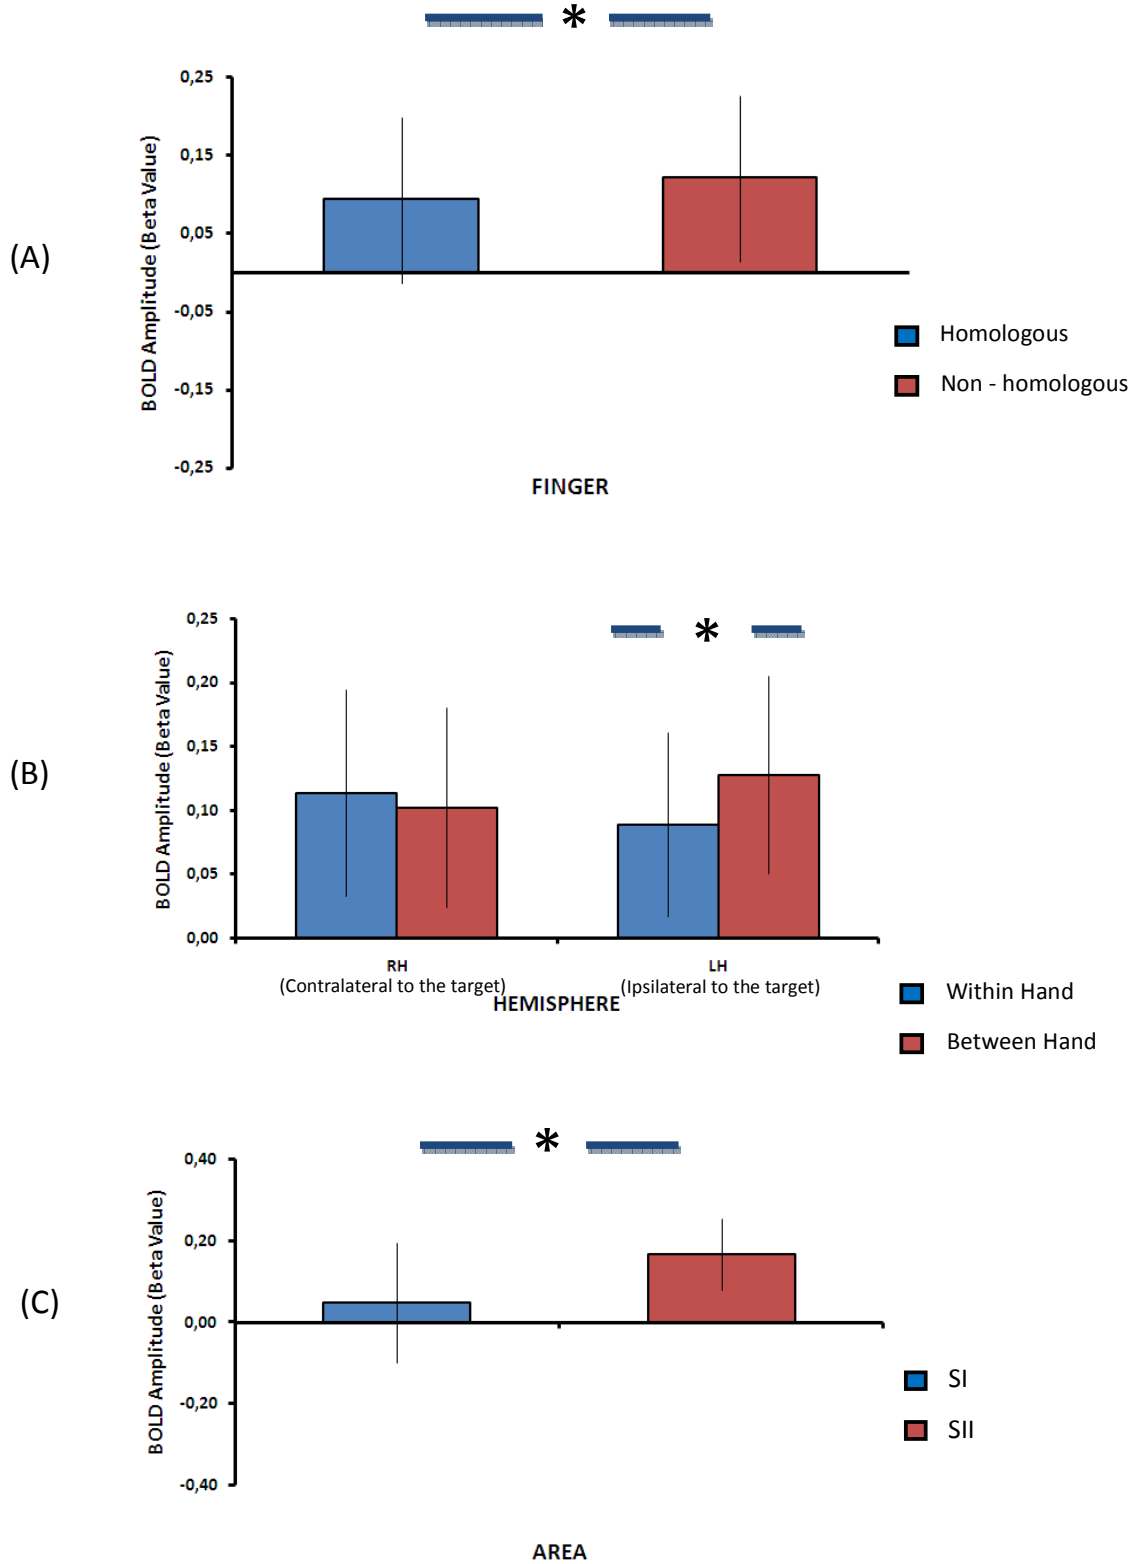 *
(A)
BOLD Amplitude (Beta Value)
0,25
0,15
0,05
-0,05
-0,15
-0,25
FINGER
Homologous
Non - homologous
(B)
BOLD Amplitude (Beta Value)
0,25
0,20
0,15
0,10
0,05
0,00
*
RH
(Contralateral to the target)
LH
(Ipsilateral to the target)
HEMISPHERE
Within Hand
Between Hand
(C)
*
BOLD Amplitude (Beta Value)
0,40
0,20
0,00
-0,20
-0,40
AREA
SI
SII